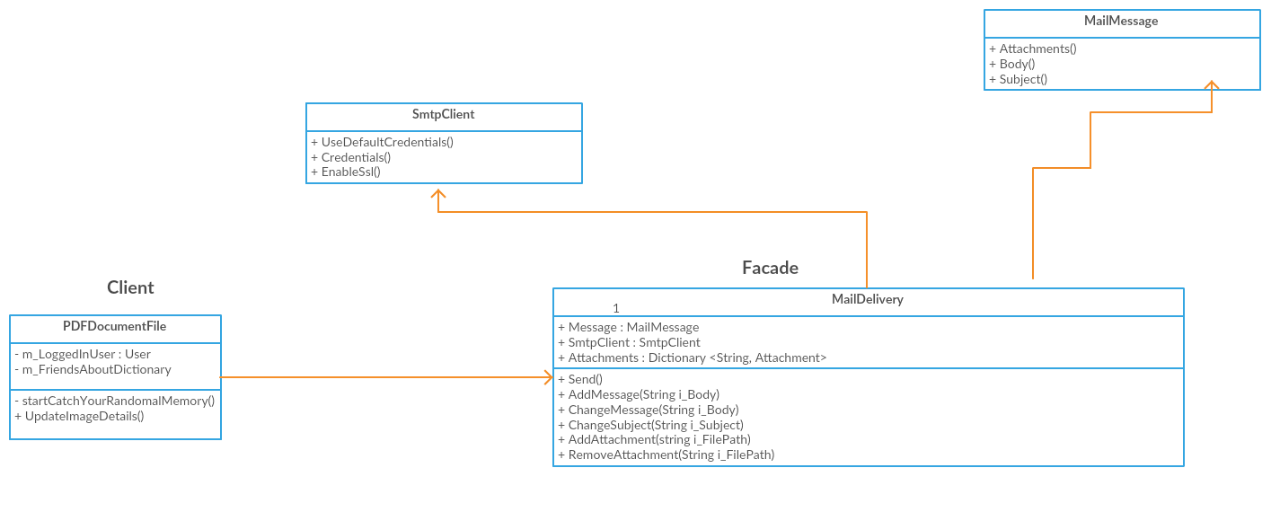 MailMessage
+ Attachments()
+ Body()
+ Subject()
SmtpClient
+ UseDefaultCredentials()
+ Credentials()
+ EnableSsl()
Client
PDFDocumentFile
- m_LoggedInUser : User
- m_FriendsAboutDictionary
- startCatchYourRandomalMemory()
+ UpdateImageDetails()
Facade
MailDelivery
1
+ Message : MailMessage
+ SmtpClient : SmtpClient
+ Attachments : Dictionary <String, Attachment>
+ Send()
+ AddMessage(String i_Body)
+ ChangeMessage(String i_Body)
+ ChangeSubject(String i_Subject)
+ AddAttachment(string i_FilePath)
+ RemoveAttachment(String i_FilePath)